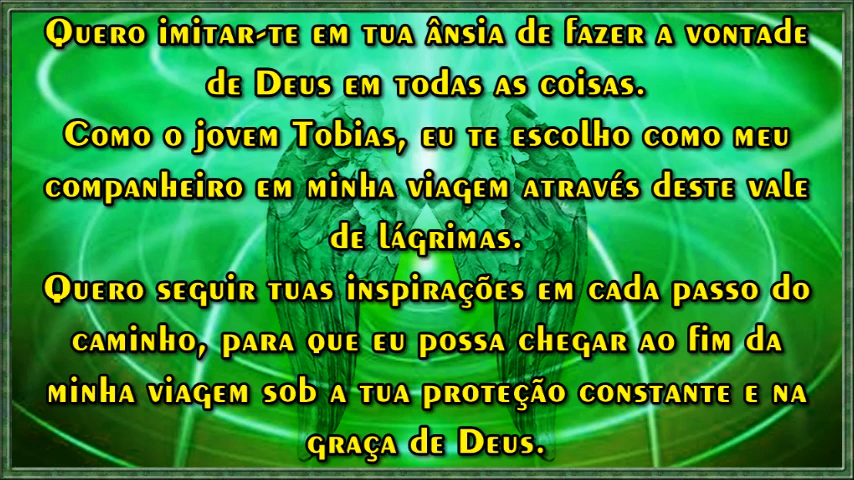 Quero imitar-te em tua ânsia de fazer a vontade
de Deus em todas as coisas.
Como o jovem Tobias, eu te escolho como meu
companheiro em minha viagem através deste vale
de lágrimas.
Quero seguir tuas inspirações em cada passo do
caminho, para que eu possa chegar ao fim da
minha viagem sob a tua proteção constante e na
graça de Deus.